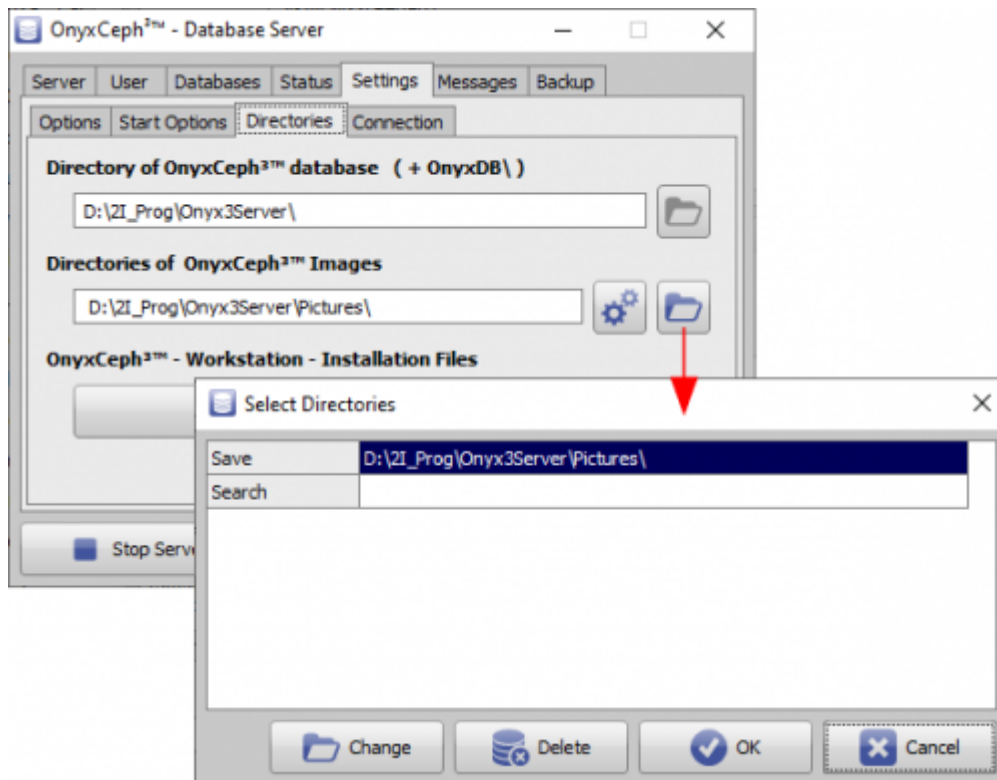 OnyxCeph³™ - Database Server
Server User Databases Status Settings Messages Backup
Options Start Options Directories Connection
Directory of OnyxCeph³™ database ( + OnyxDB\ )
D:\2I_Prog\Onyx3Server\
Directories of OnyxCeph³™ Images
D:\2I_Prog\Onyx3Server\Pictures\
OnyxCeph³™ - Workstation - Installation Files
Select Directories
Save D:\2I_Prog\Onyx3Server\Pictures\
Search
Stop Serv
Change Delete OK Cancel